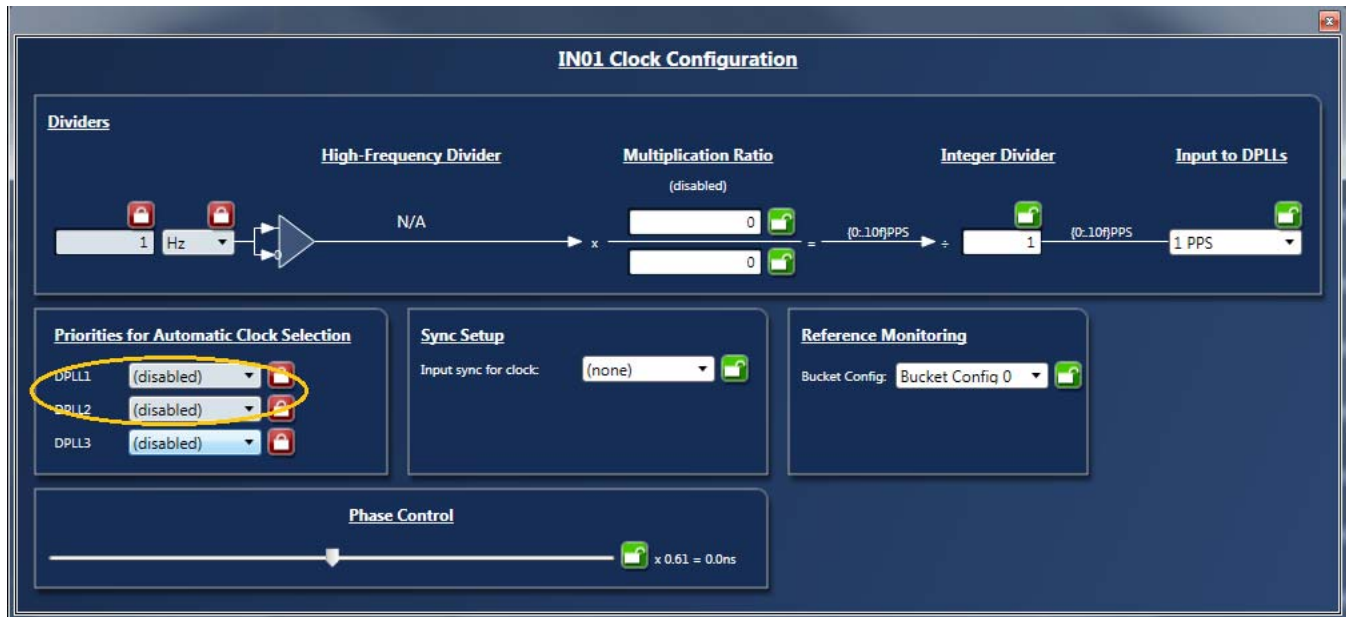 IN01 Clock Configuration
Dividers
High-Frequency Divider
Multiplication Ratio
Integer Divider
Input to DPLLs
(disabled)
1 Hz
N/A
x
0
0
=
{0:.10f}PPS
÷
1
{0:.10f}PPS
1 PPS
Priorities for Automatic Clock Selection
DPLL1 (disabled)
DPLL2 (disabled)
DPLL3 (disabled)
Sync Setup
Input sync for clock: (none)
Reference Monitoring
Bucket Config: Bucket Config 0
Phase Control
x 0.61 = 0.0ns